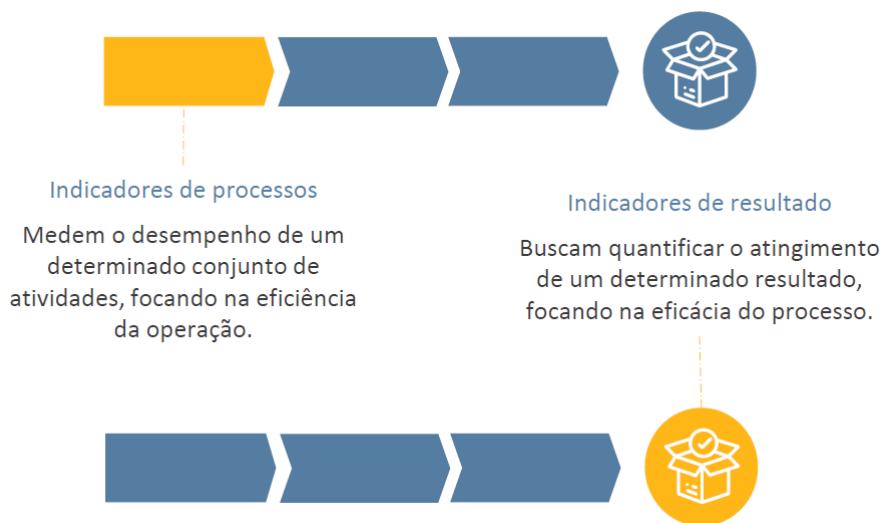 Indicadores de processos
Medem o desempenho de um
determinado conjunto de
atividades, focando na eficiência
da operação.
Indicadores de resultado
Buscam quantificar o atingimento
de um determinado resultado,
focando na eficácia do processo.